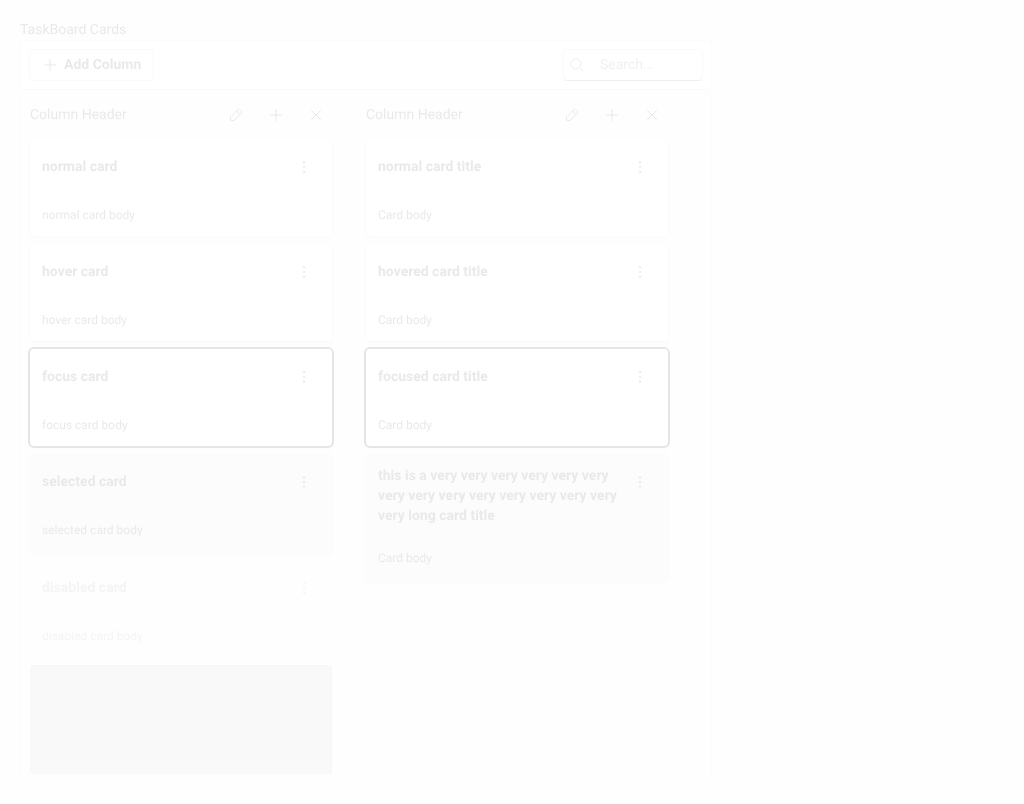 TaskBoard Cards
Add Column
Search...
Column Header
normal card
normal card body
hover card
hover card body
focus card
focus card body
selected card
selected card body
disabled card
disabled card body
Column Header
normal card title
Card body
hovered card title
Card body
focused card title
Card body
this is a very very very very very very
very very very very very very very very
very long card title
Card body